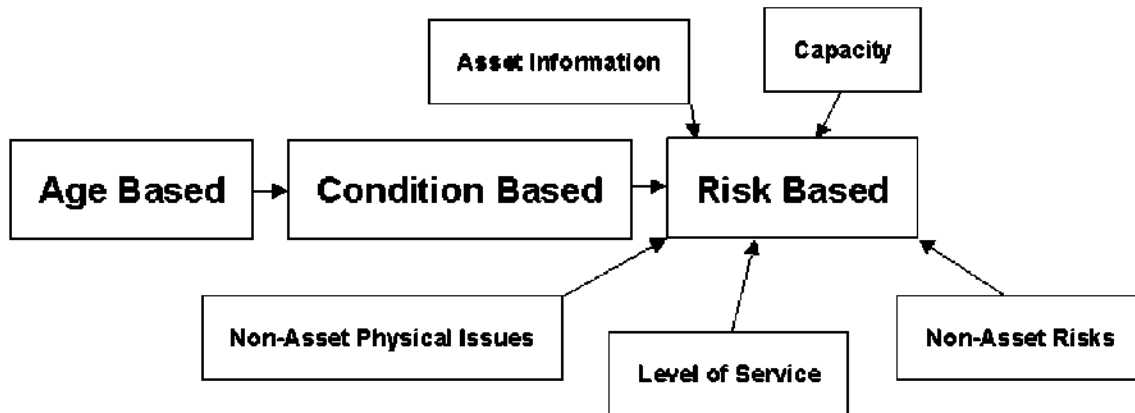 Asset Information
Capacity
Age Based
Condition Based
Risk Based
Non-Asset Physical Issues
Level of Service
Non-Asset Risks